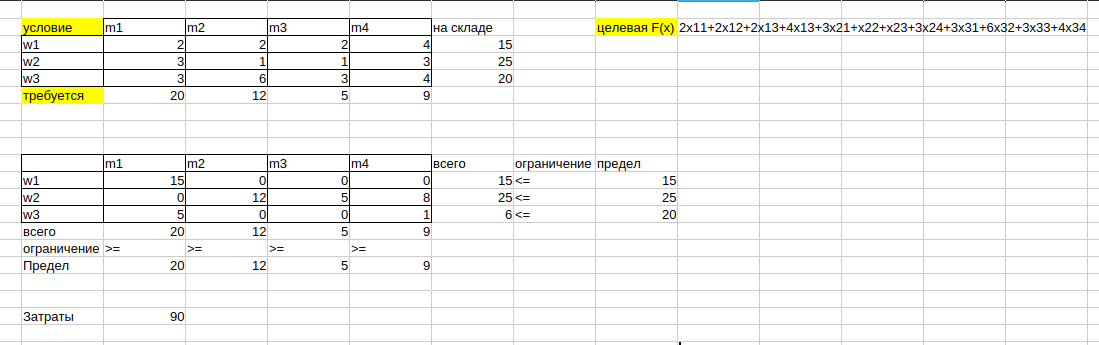 условие m1 m2 m3 m4 на складе целевая F(x) 2x11+2x12+2x13+4x13+3x21+x22+x23+3x24+3x31+6x32+3x33+4x34
w1 2 2 2 4 15
w2 3 1 1 3 25
w3 3 6 3 4 20
требуется 20 12 5 9
m1 m2 m3 m4 всего ограничение предел
w1 15 0 0 0 15 <= 15
w2 0 12 5 8 25 <= 25
w3 5 0 0 1 6 <= 20
всего 20 12 5 9
ограничение >= >= >= >=
Предел 20 12 5 9
Затраты 90